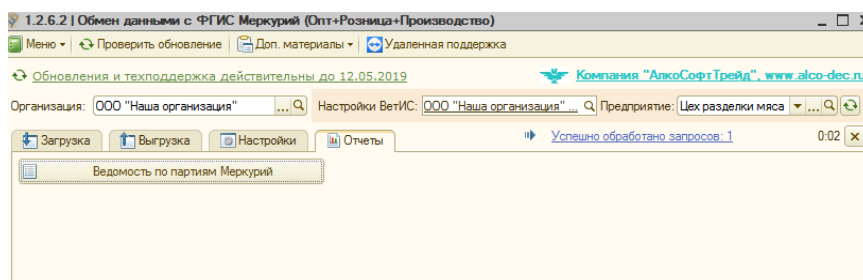 1.2.6.2 | Обмен данными с ФГИС Меркурий (Опт+Розница+Производство)
Меню Проверить обновление Доп. материалы Удаленная поддержка
Обновления и техподдержка действительны до 12.05.2019 Компания "АлкоСофтТрейд", www.alco-dec.ru
Организация: ООО "Наша организация" ... Настройки ВетИС: ООО "Наша организация" ... Предприятие: Цех разделки мяса ...
Загрузка Выгрузка Настройки Отчеты Успешно обработано запросов: 1 0:02
Ведомость по партиям Меркурий